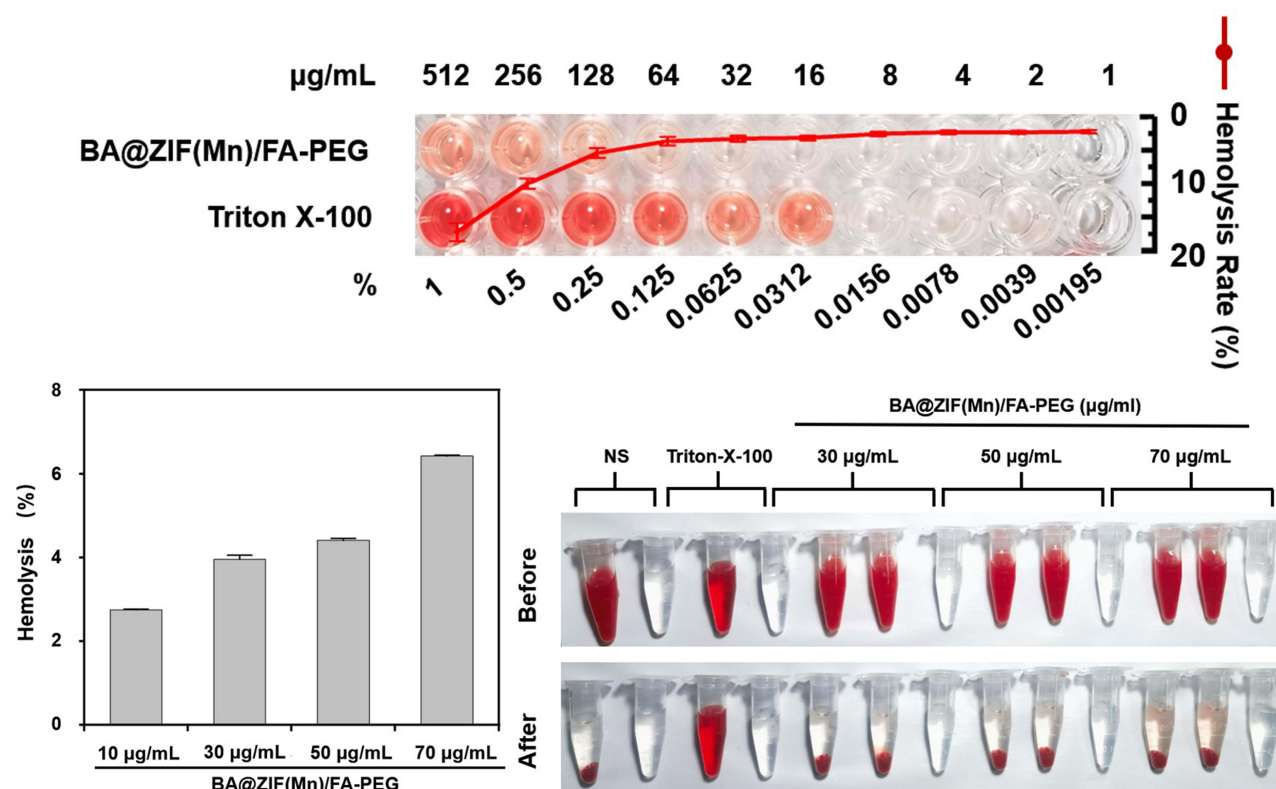 µg/mL 512 256 128 64 32 16 8 4 2 1
BA@ZIF(Mn)/FA-PEG
Triton X-100
% 1 0.5 0.25 0.125 0.0625 0.0312 0.0156 0.0078 0.0039 0.00195
0
10
20
Hemolysis Rate (%)
8
6
4
2
0
Hemolysis (%)
10 µg/mL 30 µg/mL 50 µg/mL 70 µg/mL
BA@ZIF(Mn)/FA-PEG
BA@ZIF(Mn)/FA-PEG (µg/ml)
NS Triton-X-100 30 µg/mL 50 µg/mL 70 µg/mL
Before
After